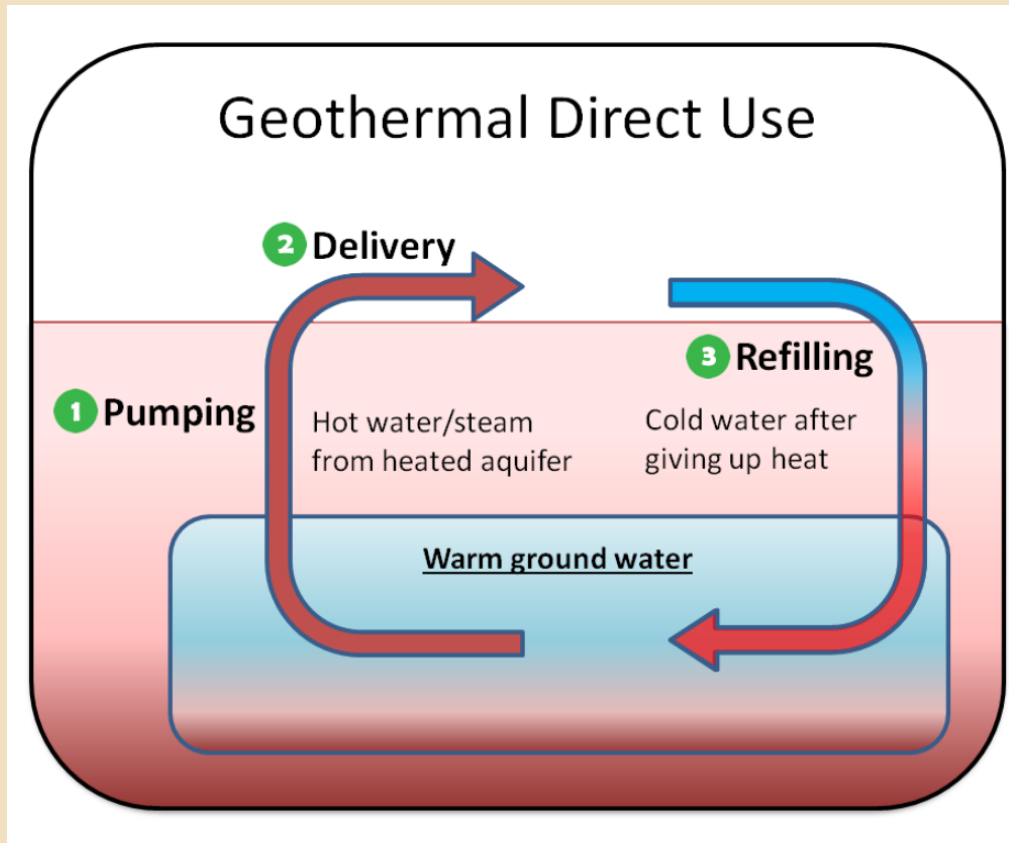 Geothermal Direct Use
2 Delivery
3 Refilling
1 Pumping
Hot water/steam
from heated aquifer
Cold water after
giving up heat
Warm ground water